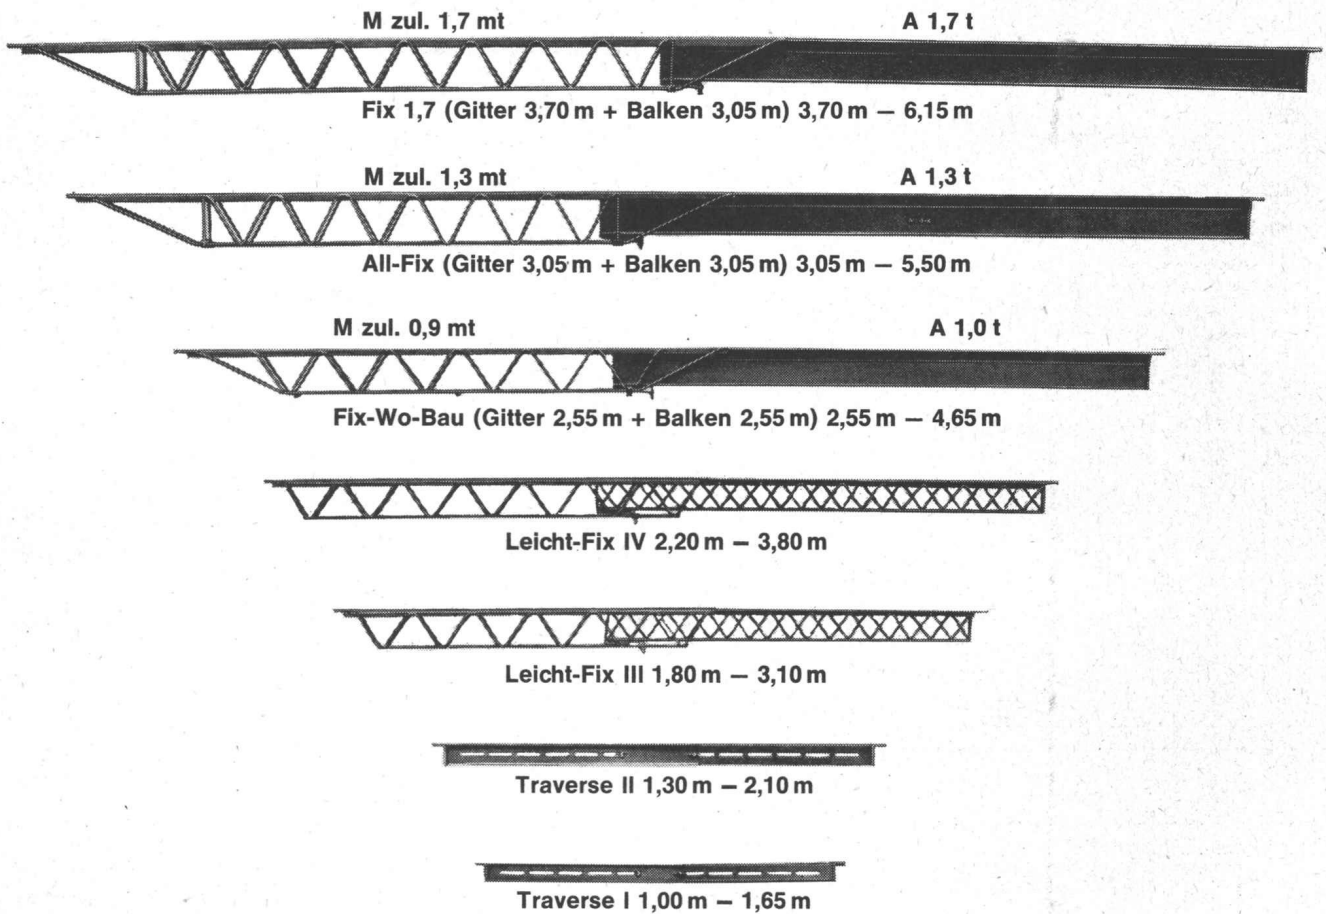 M zul. 1,7 mt A 1,7 t
Fix 1,7 (Gitter 3,70 m + Balken 3,05 m) 3,70 m — 6,15 m
M zul. 1,3 mt A 1,3 t
All-Fix (Gitter 3,05 m + Balken 3,05 m) 3,05 m — 5,50 m
M zul. 0,9 mt A 1,0 t
Fix-Wo-Bau (Gitter 2,55 m + Balken 2,55 m) 2,55 m — 4,65 m
Leicht-Fix IV 2,20 m — 3,80 m
Leicht-Fix III 1,80 m — 3,10 m
Traverse II 1,30 m — 2,10 m
Traverse I 1,00 m — 1,65 m